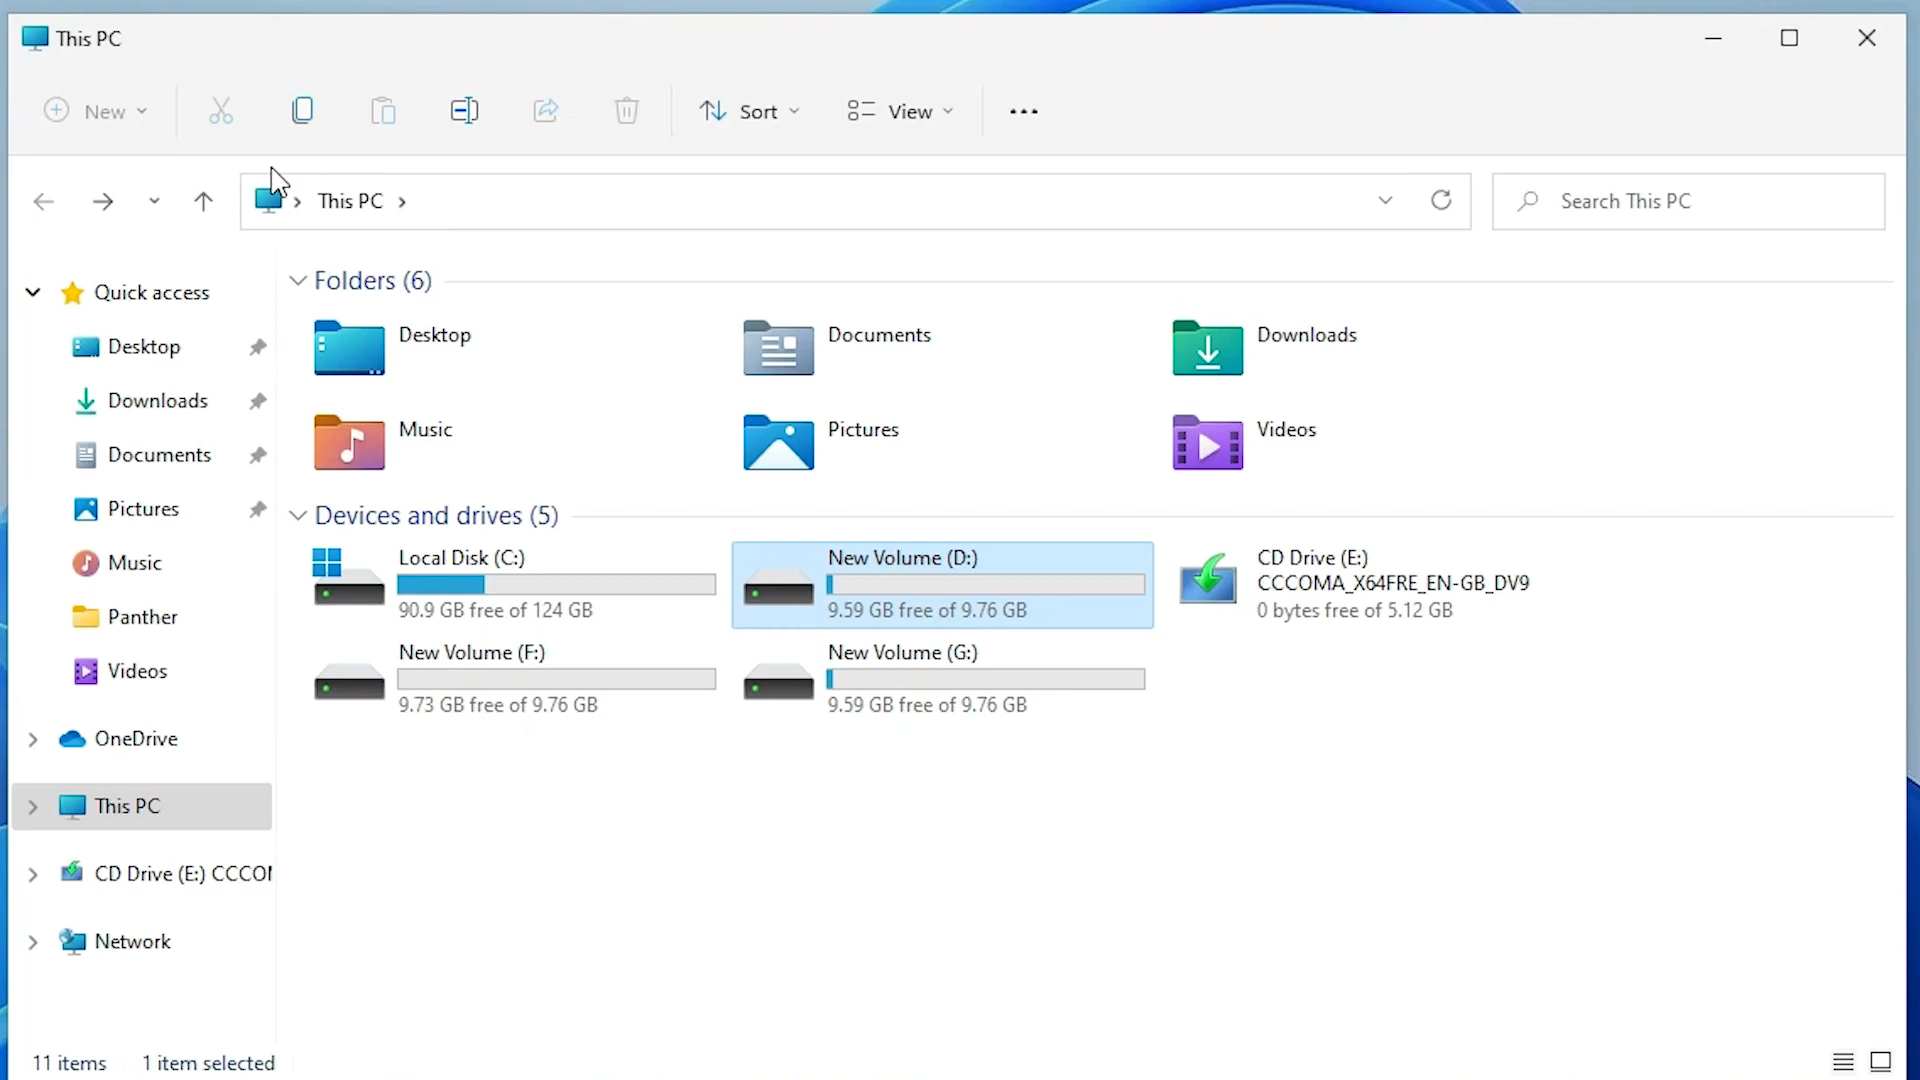 This PC
New
Sort
View
This PC
Search This PC
Quick access
Desktop
Downloads
Documents
Pictures
Music
Panther
Videos
OneDrive
This PC
CD Drive (E:) CCCOM
Network
Folders (6)
Desktop
Documents
Downloads
Music
Pictures
Videos
Devices and drives (5)
Local Disk (C:)
90.9 GB free of 124 GB
New Volume (D:)
9.59 GB free of 9.76 GB
CD Drive (E:)
CCCOMA_X64FRE_EN-GB_DV9
0 bytes free of 5.12 GB
New Volume (F:)
9.73 GB free of 9.76 GB
New Volume (G:)
9.59 GB free of 9.76 GB
11 items
1 item selected